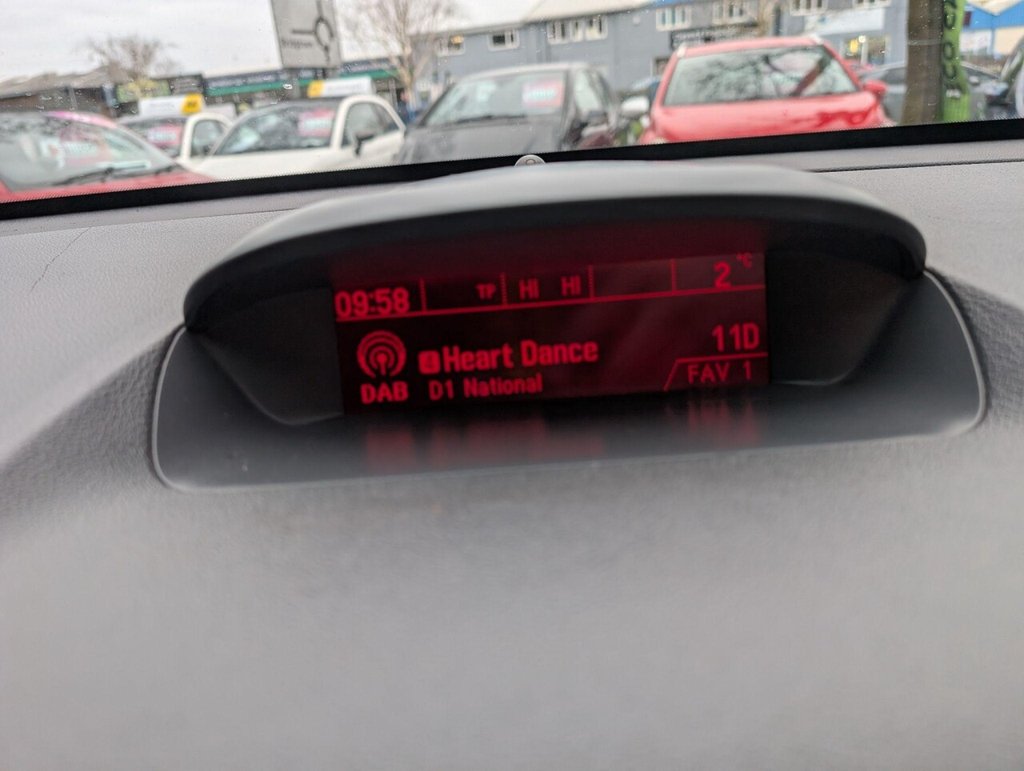 09:58 TP HI HI 2 °C
Heart Dance 11D
DAB D1 National FAV 1